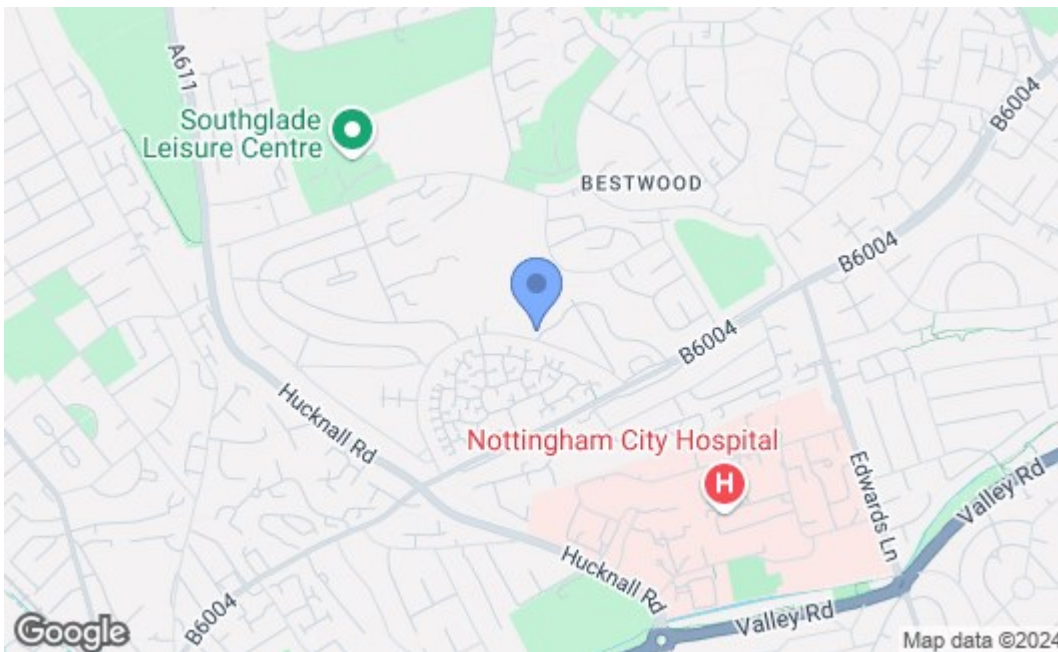 A611
B6004
Southglade
Leisure Centre
BESTWOOD
B6004
B6004
Hucknall Rd
Nottingham City Hospital
H
Edwards Ln
Valley Rd
Hucknall Rd
B6004
Valley Rd
Google
Map data ©2024